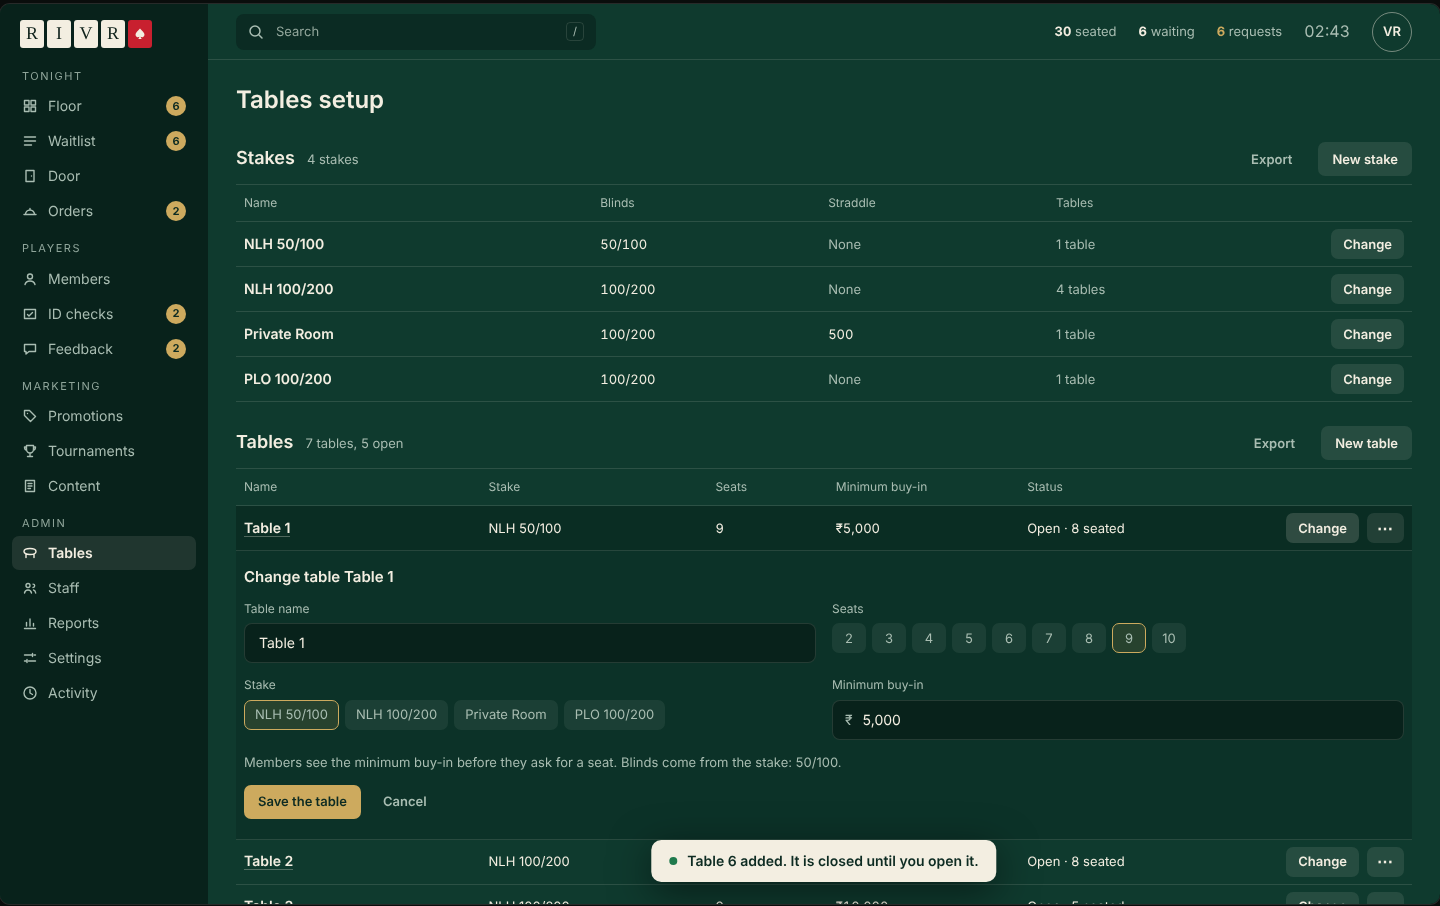 RIVR
Search /
30 seated 6 waiting 6 requests 02:43 VR
TONIGHT
Floor 6
Waitlist 6
Door
Orders 2
PLAYERS
Members
ID checks 2
Feedback 2
MARKETING
Promotions
Tournaments
Content
ADMIN
Tables
Staff
Reports
Settings
Activity
Tables setup
Stakes 4 stakes Export New stake
Name Blinds Straddle Tables
NLH 50/100 50/100 None 1 table Change
NLH 100/200 100/200 None 4 tables Change
Private Room 100/200 500 1 table Change
PLO 100/200 100/200 None 1 table Change
Tables 7 tables, 5 open Export New table
Name Stake Seats Minimum buy-in Status
Table 1 NLH 50/100 9 ₹5,000 Open · 8 seated Change ...
Change table Table 1
Table name
Table 1
Seats
2 3 4 5 6 7 8 9 10
Stake
NLH 50/100 NLH 100/200 Private Room PLO 100/200
Minimum buy-in
₹ 5,000
Members see the minimum buy-in before they ask for a seat. Blinds come from the stake: 50/100.
Save the table Cancel
Table 2 NLH 100/200 Open · 8 seated Change ...
Table 6 added. It is closed until you open it.